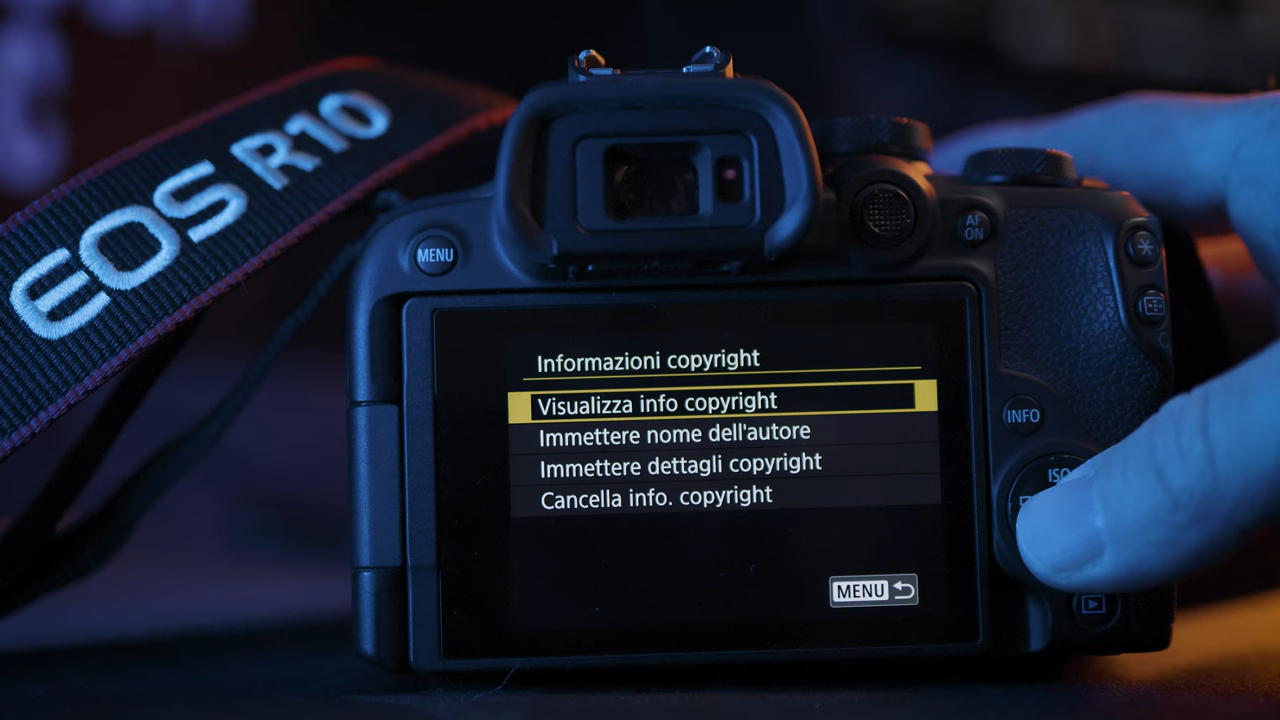 EOS R10
MENU
AF
ON
Informazioni copyright
Visualizza info copyright
Immettere nome dell'autore
Immettere dettagli copyright
Cancella info. copyright
MENU
INFO
ISO